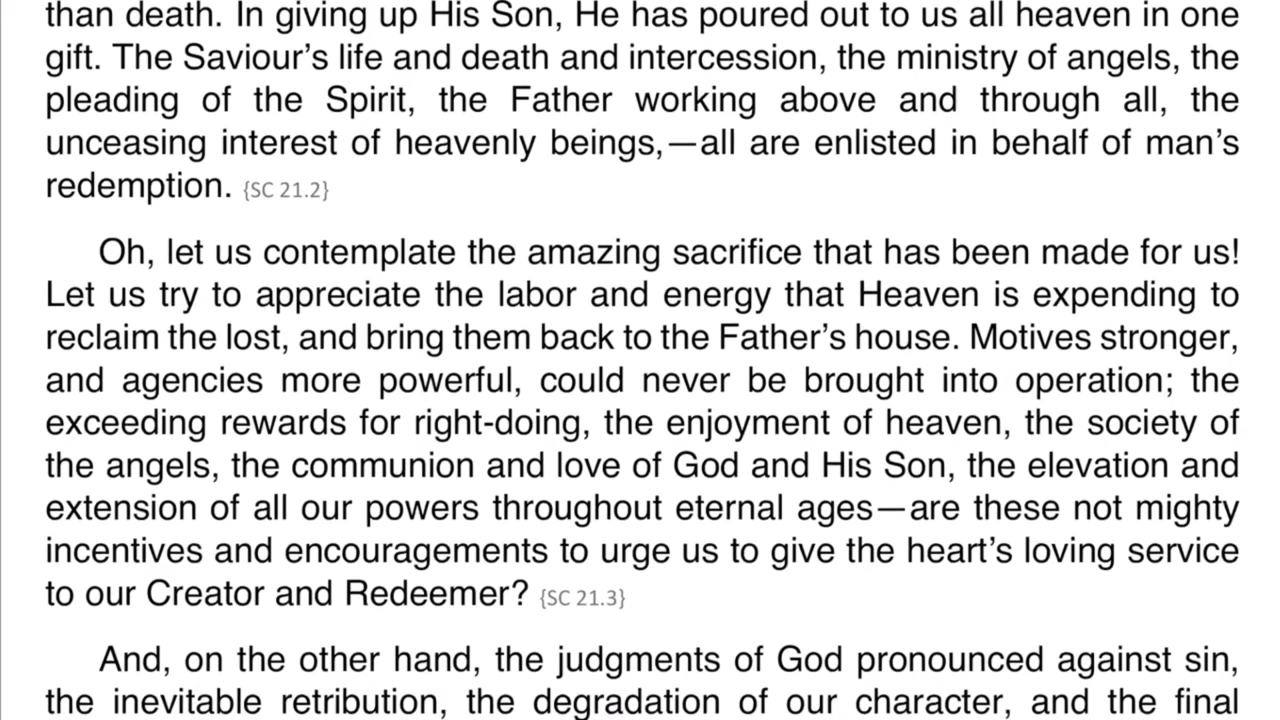 than death. In giving up His Son, He has poured out to us all heaven in one
gift. The Saviour’s life and death and intercession, the ministry of angels, the
pleading of the Spirit, the Father working above and through all, the
unceasing interest of heavenly beings,—all are enlisted in behalf of man’s
redemption. {SC 21.2}
Oh, let us contemplate the amazing sacrifice that has been made for us!
Let us try to appreciate the labor and energy that Heaven is expending to
reclaim the lost, and bring them back to the Father’s house. Motives stronger,
and agencies more powerful, could never be brought into operation; the
exceeding rewards for right-doing, the enjoyment of heaven, the society of
the angels, the communion and love of God and His Son, the elevation and
extension of all our powers throughout eternal ages—are these not mighty
incentives and encouragements to urge us to give the heart’s loving service
to our Creator and Redeemer? {SC 21.3}
And, on the other hand, the judgments of God pronounced against sin,
the inevitable retribution, the degradation of our character, and the final